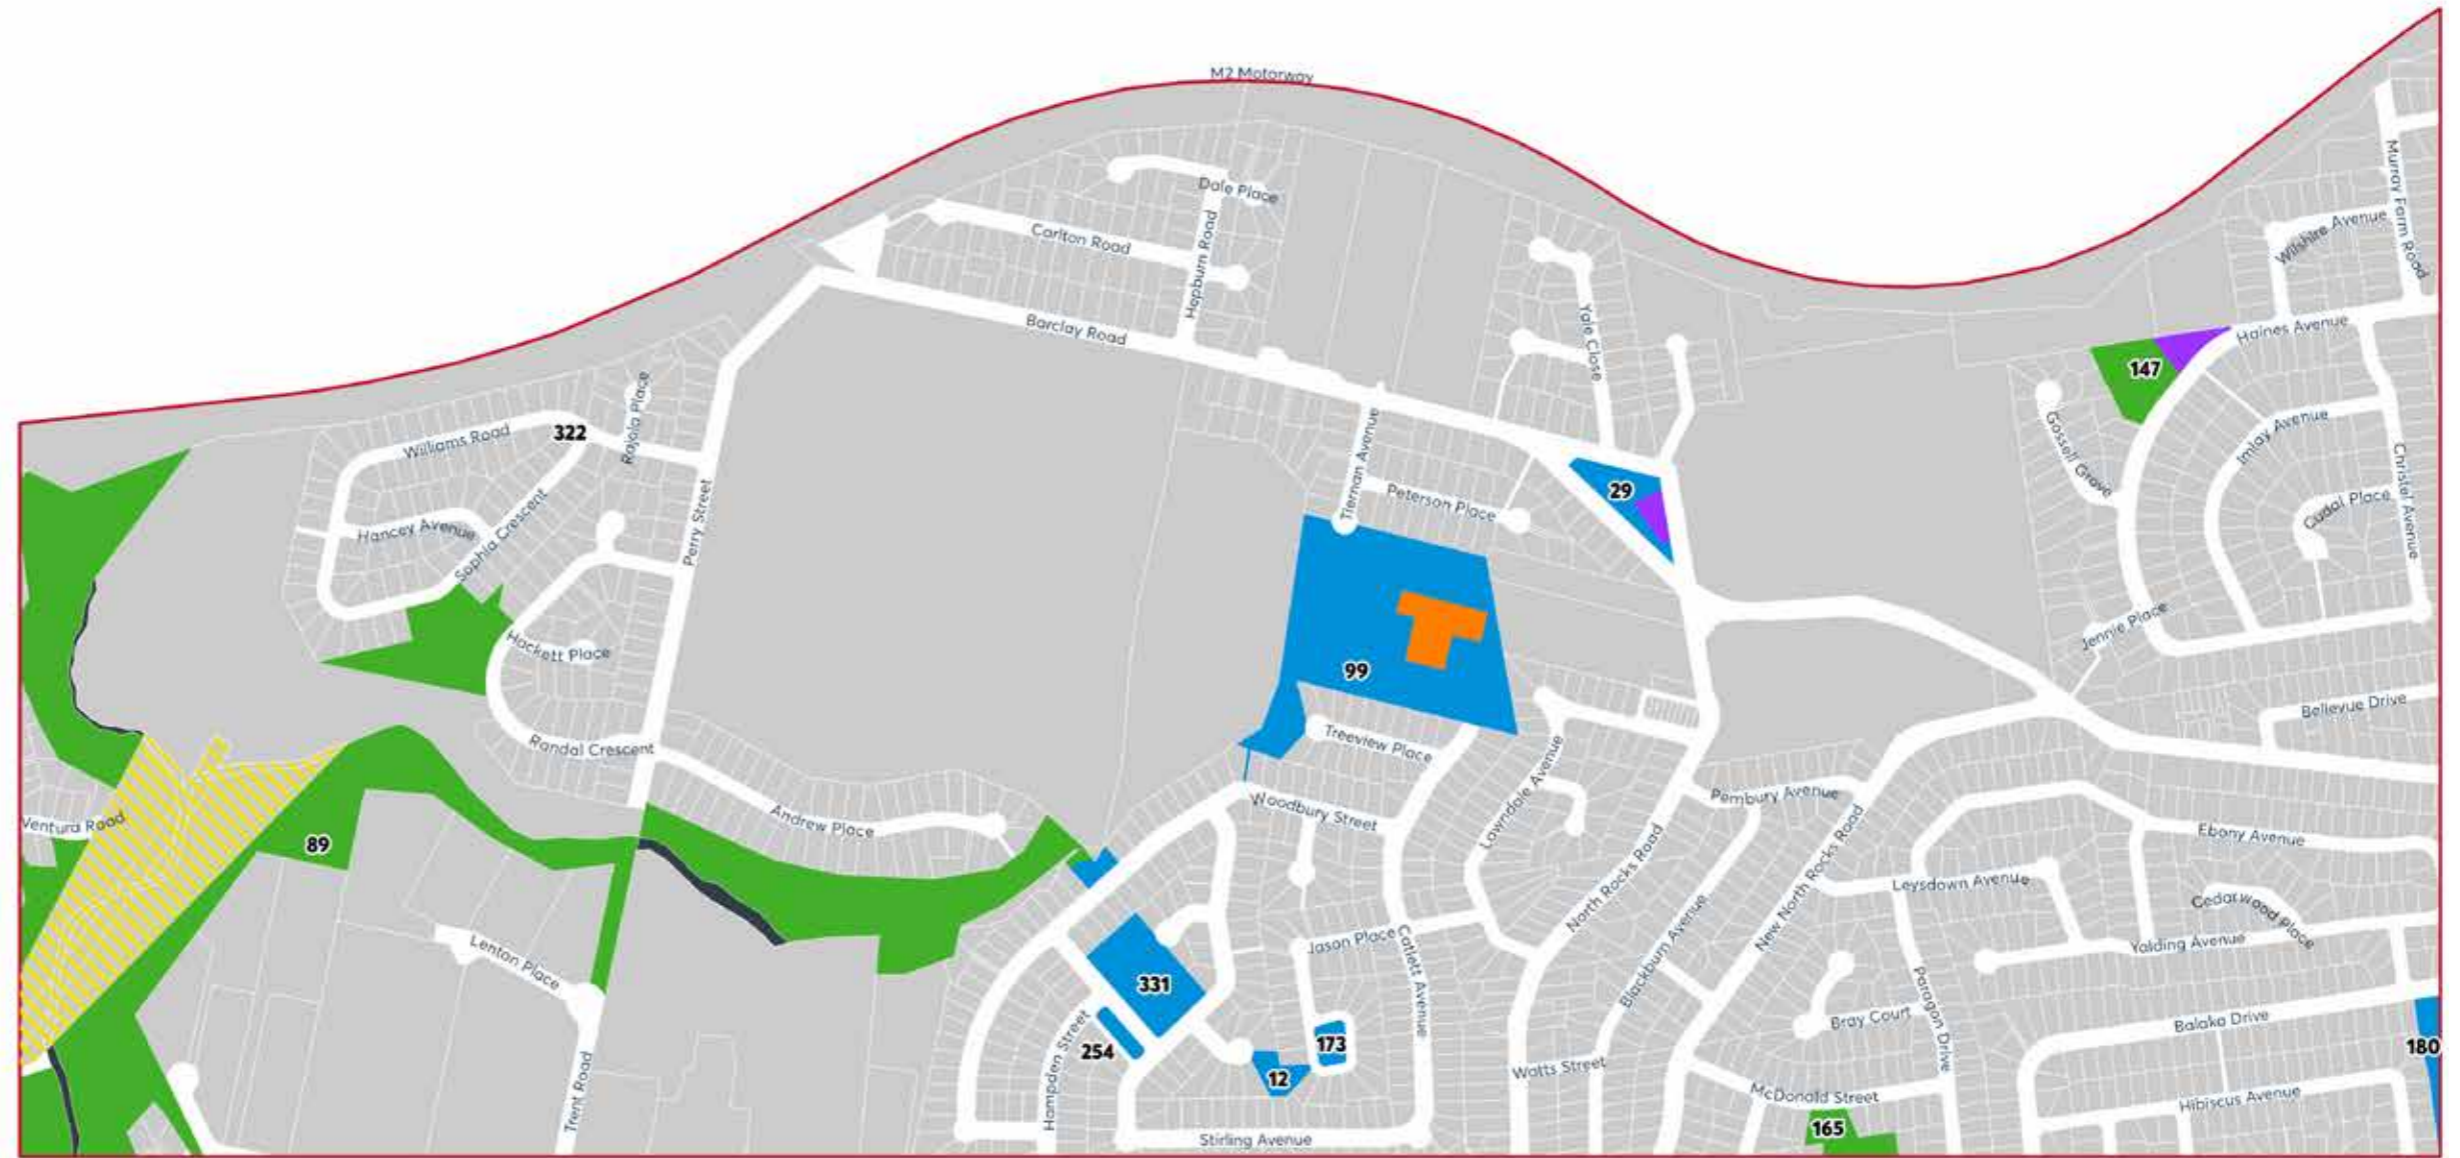 M2 Motorway
Dale Place
Carlton Road
Hepburn Road
Barclay Road
Yale Close
Murray Farm Road
Wilshire Avenue
Haines Avenue
147
Imlay Avenue
Gossell Grove
Cudal Place
Christel Avenue
Jennie Place
Bellevue Drive
Williams Road
322
Rajola Place
Hancey Avenue
Sophia Crescent
Perry Street
Hackett Place
Randal Crescent
Andrew Place
Tiernan Avenue
Peterson Place
29
99
Treeview Place
Woodbury Street
Lawndale Avenue
Pembury Avenue
North Rocks Road
New North Rocks Road
Blackburn Avenue
Ebony Avenue
Leysdown Avenue
Cedarwood Place
Yalding Avenue
Ventura Road
89
Lenton Place
Trent Road
331
254
Hampden Street
Jason Place
Catlett Avenue
173
12
Stirling Avenue
Watts Street
Bray Court
Paragon Drive
Balaka Drive
180
McDonald Street
Hibiscus Avenue
165